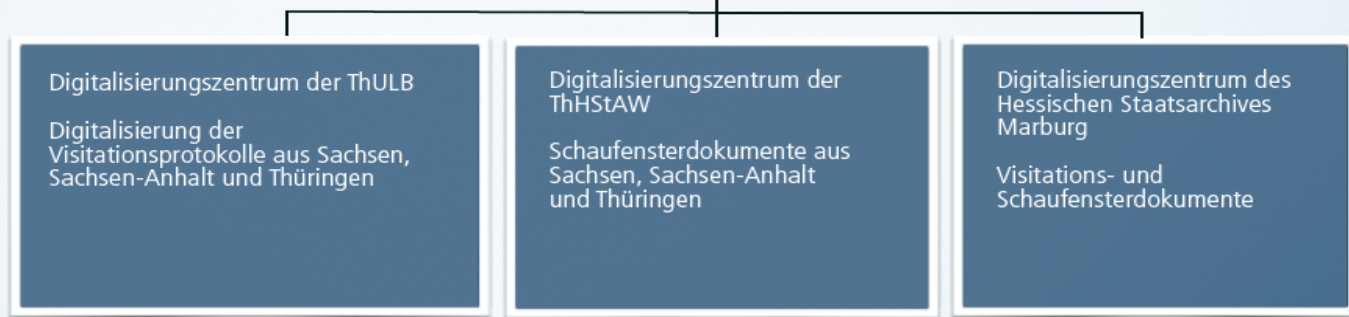 Digitalisierungszentrum der ThULB
Digitalisierung der
Visitationsprotokolle aus Sachsen,
Sachsen-Anhalt und Thüringen
Digitalisierungszentrum der
ThHStAW
Schaufensterdokumente aus
Sachsen, Sachsen-Anhalt
und Thüringen
Digitalisierungszentrum des
Hessischen Staatsarchives
Marburg
Visitations- und
Schaufensterdokumente